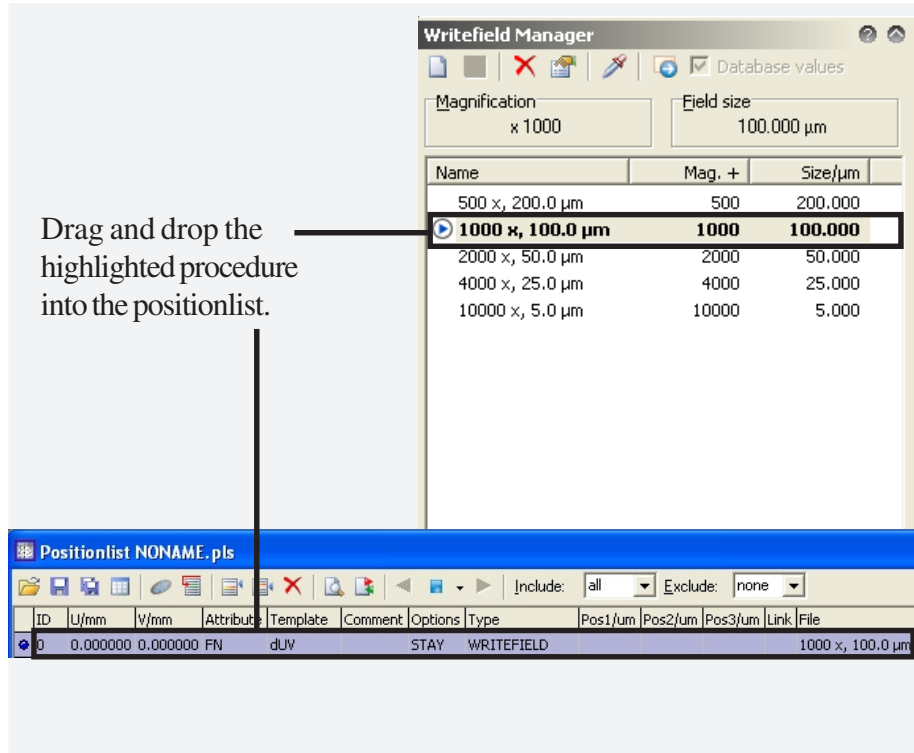 Writefield Manager
Database values
Magnification
x 1000
Field size
100.000 µm
Name Mag. + Size/µm
500 x, 200.0 µm 500 200.000
1000 x, 100.0 µm 1000 100.000
2000 x, 50.0 µm 2000 50.000
4000 x, 25.0 µm 4000 25.000
10000 x, 5.0 µm 10000 5.000
Drag and drop the
highlighted procedure
into the positionlist.
Positionlist NONAME.pls
Include: all Exclude: none
ID U/mm V/mm Attribute Template Comment Options Type Pos1/um Pos2/um Pos3/um Link File
0 0.000000 0.000000 FN dUV STAY WRITEFIELD 1000 x, 100.0 µm